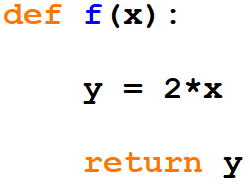 def f(x):
    y = 2*x
    return y